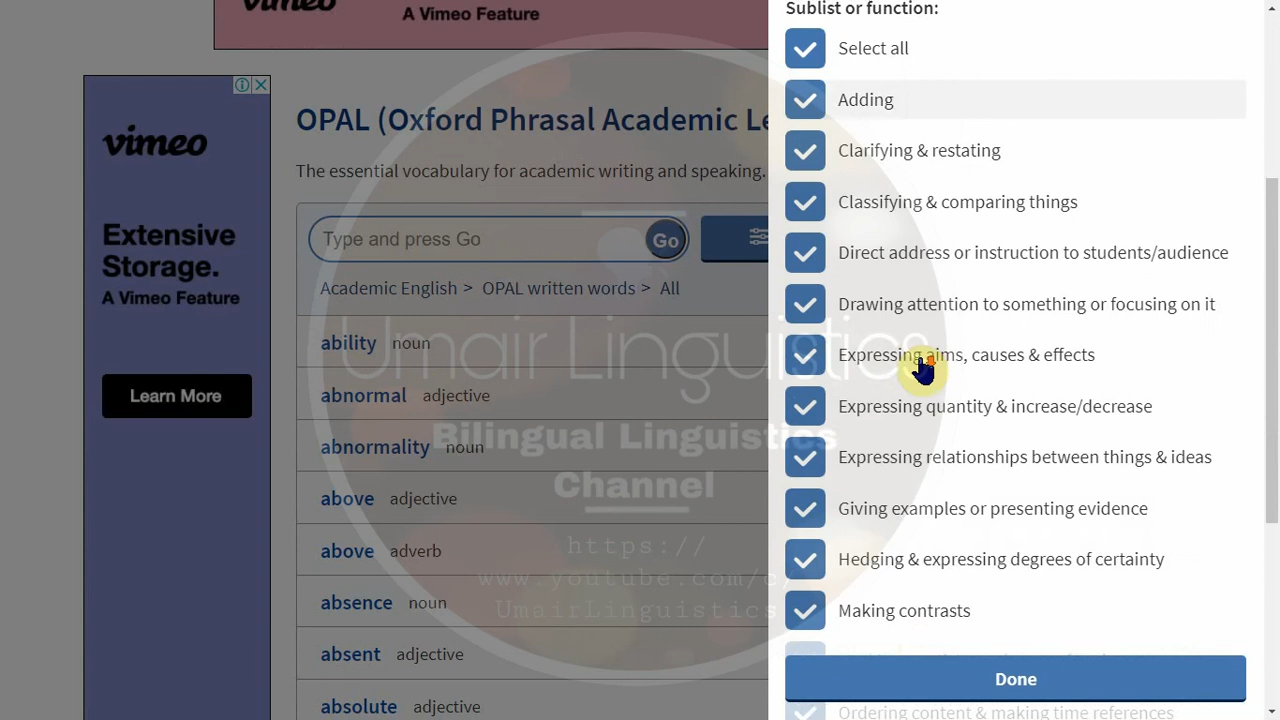 vimeo
A Vimeo Feature
vimeo
Extensive
Storage.
A Vimeo Feature
Learn More
OPAL (Oxford Phrasal Academic Le
The essential vocabulary for academic writing and speaking.
Type and press Go
Go
Academic English > OPAL written words > All
ability noun
abnormal adjective
abnormality noun
above adjective
above adverb
absence noun
absent adjective
absolute adjective
Umair Linguistics
Bilingual Linguistics
Channel
https://
www.youtube.com/c/
UmairLinguistics
Sublist or function:
Select all
Adding
Clarifying & restating
Classifying & comparing things
Direct address or instruction to students/audience
Drawing attention to something or focusing on it
Expressing aims, causes & effects
Expressing quantity & increase/decrease
Expressing relationships between things & ideas
Giving examples or presenting evidence
Hedging & expressing degrees of certainty
Making contrasts
Done
Ordering content & making time references